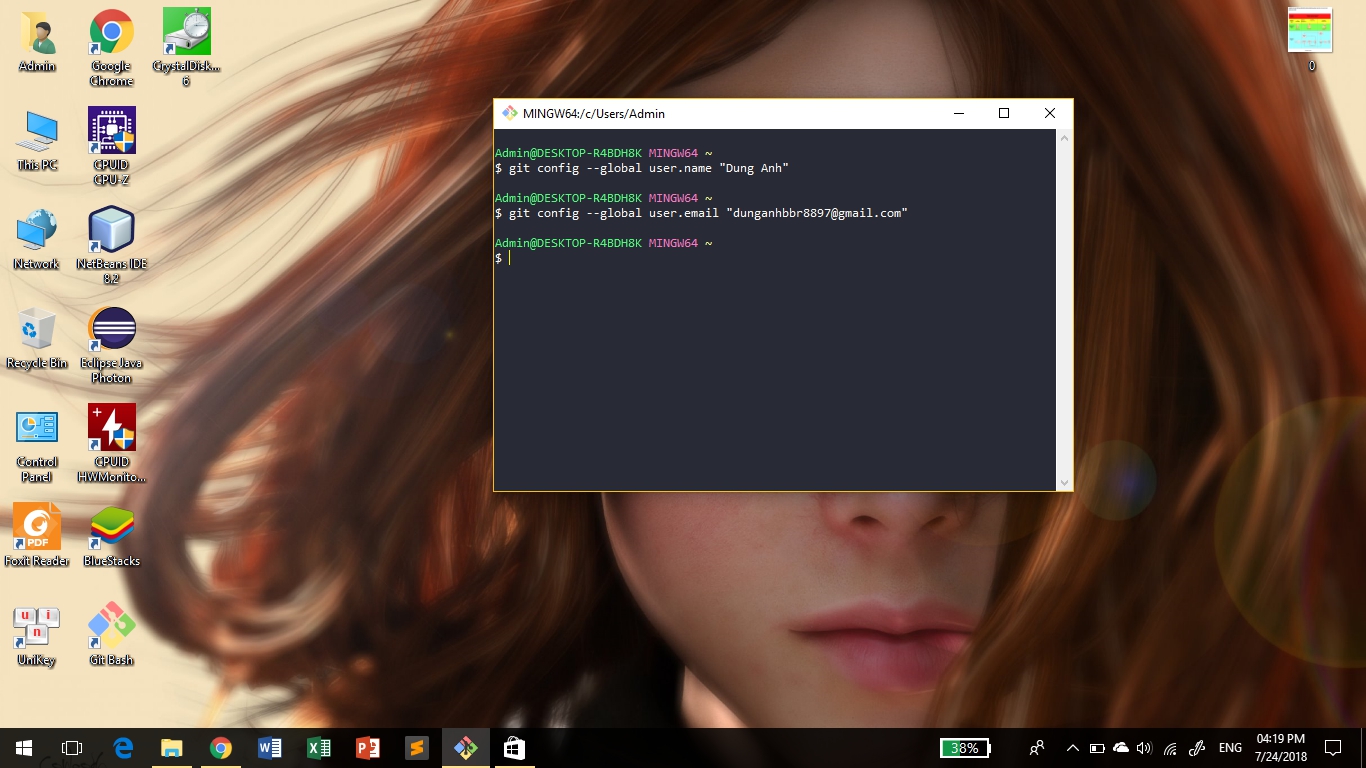 Admin
Google
Chrome
CrystalDisk...
6
0
This PC
CPUID
CPU-Z
Network
NetBeans IDE
8.2
Recycle Bin
Eclipse Java
Photon
Control
Panel
CPUID
HWMonito...
PDF
Foxit Reader
BlueStacks
u i
n
UniKey
Git Bash
MINGW64:/c/Users/Admin
Admin@DESKTOP-R4BDH8K MINGW64 ~
$ git config --global user.name "Dung Anh"
Admin@DESKTOP-R4BDH8K MINGW64 ~
$ git config --global user.email "dunganhbbr8897@gmail.com"
Admin@DESKTOP-R4BDH8K MINGW64 ~
$
38%
ENG
04:19 PM
7/24/2018